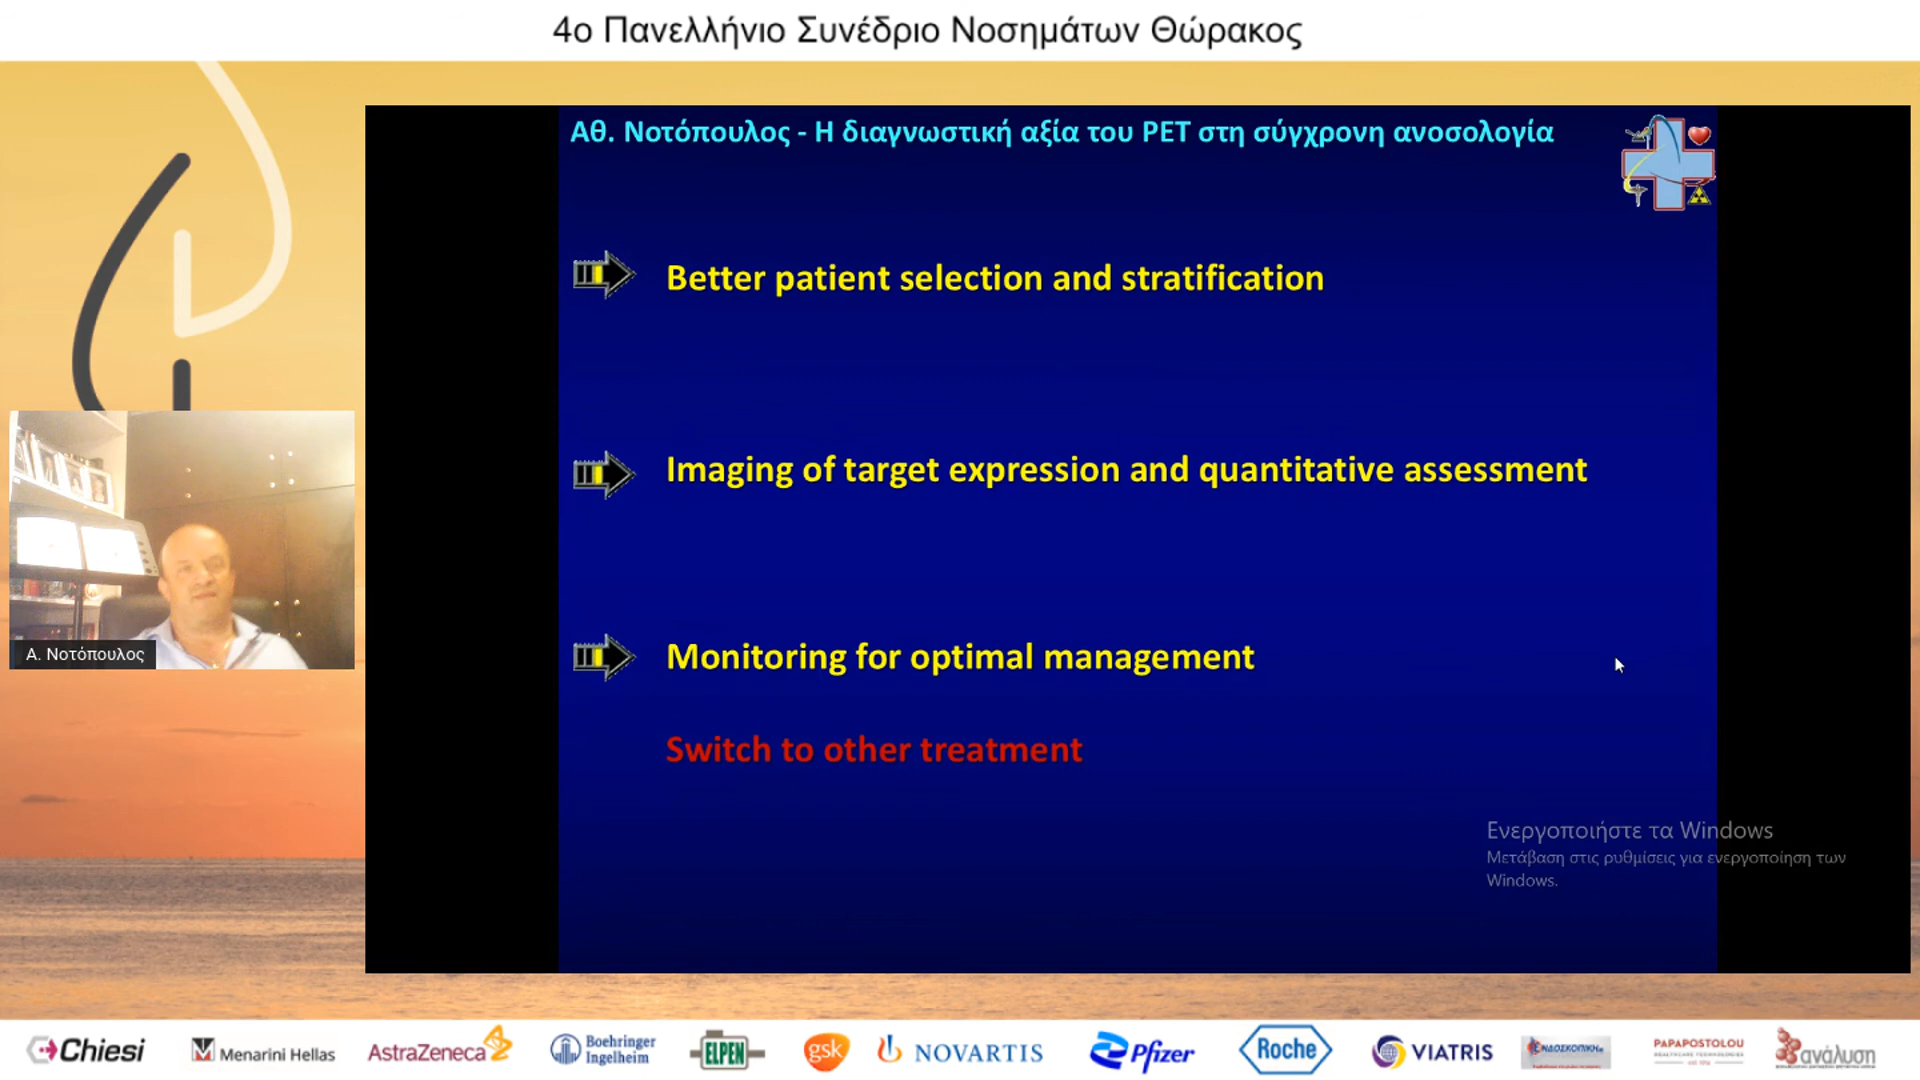 4ο Πανελλήνιο Συνέδριο Νοσημάτων Θώρακος
Αθ. Νοτόπουλος - Η διαγνωστική αξία του PET στη σύγχρονη ανοσολογία
Better patient selection and stratification
Imaging of target expression and quantitative assessment
Monitoring for optimal management
Switch to other treatment
Α. Νοτόπουλος
Ενεργοποιήστε τα Windows
Μετάβαση στις ρυθμίσεις για ενεργοποίηση των
Windows.
Chiesi
Menarini Hellas
AstraZeneca
Boehringer
Ingelheim
ELPEN
gsk
NOVARTIS
Pfizer
Roche
VIATRIS
ΕΝΔΟΣΚΟΠΙΚΗ
PAPAPOSTOLOU
ανάλυση